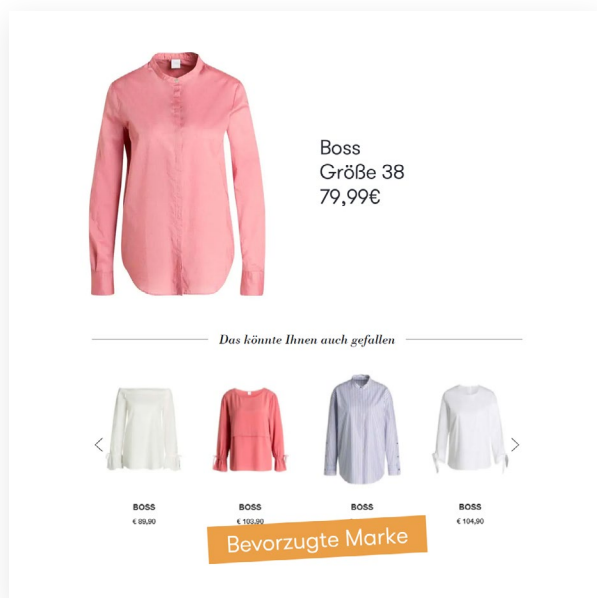 Boss
Größe 38
79,99€
Das könnte Ihnen auch gefallen
BOSS
BOSS
BOSS
BOSS
€ 89,90
€ 103,90
€ 104,90
Bevorzugte Marke